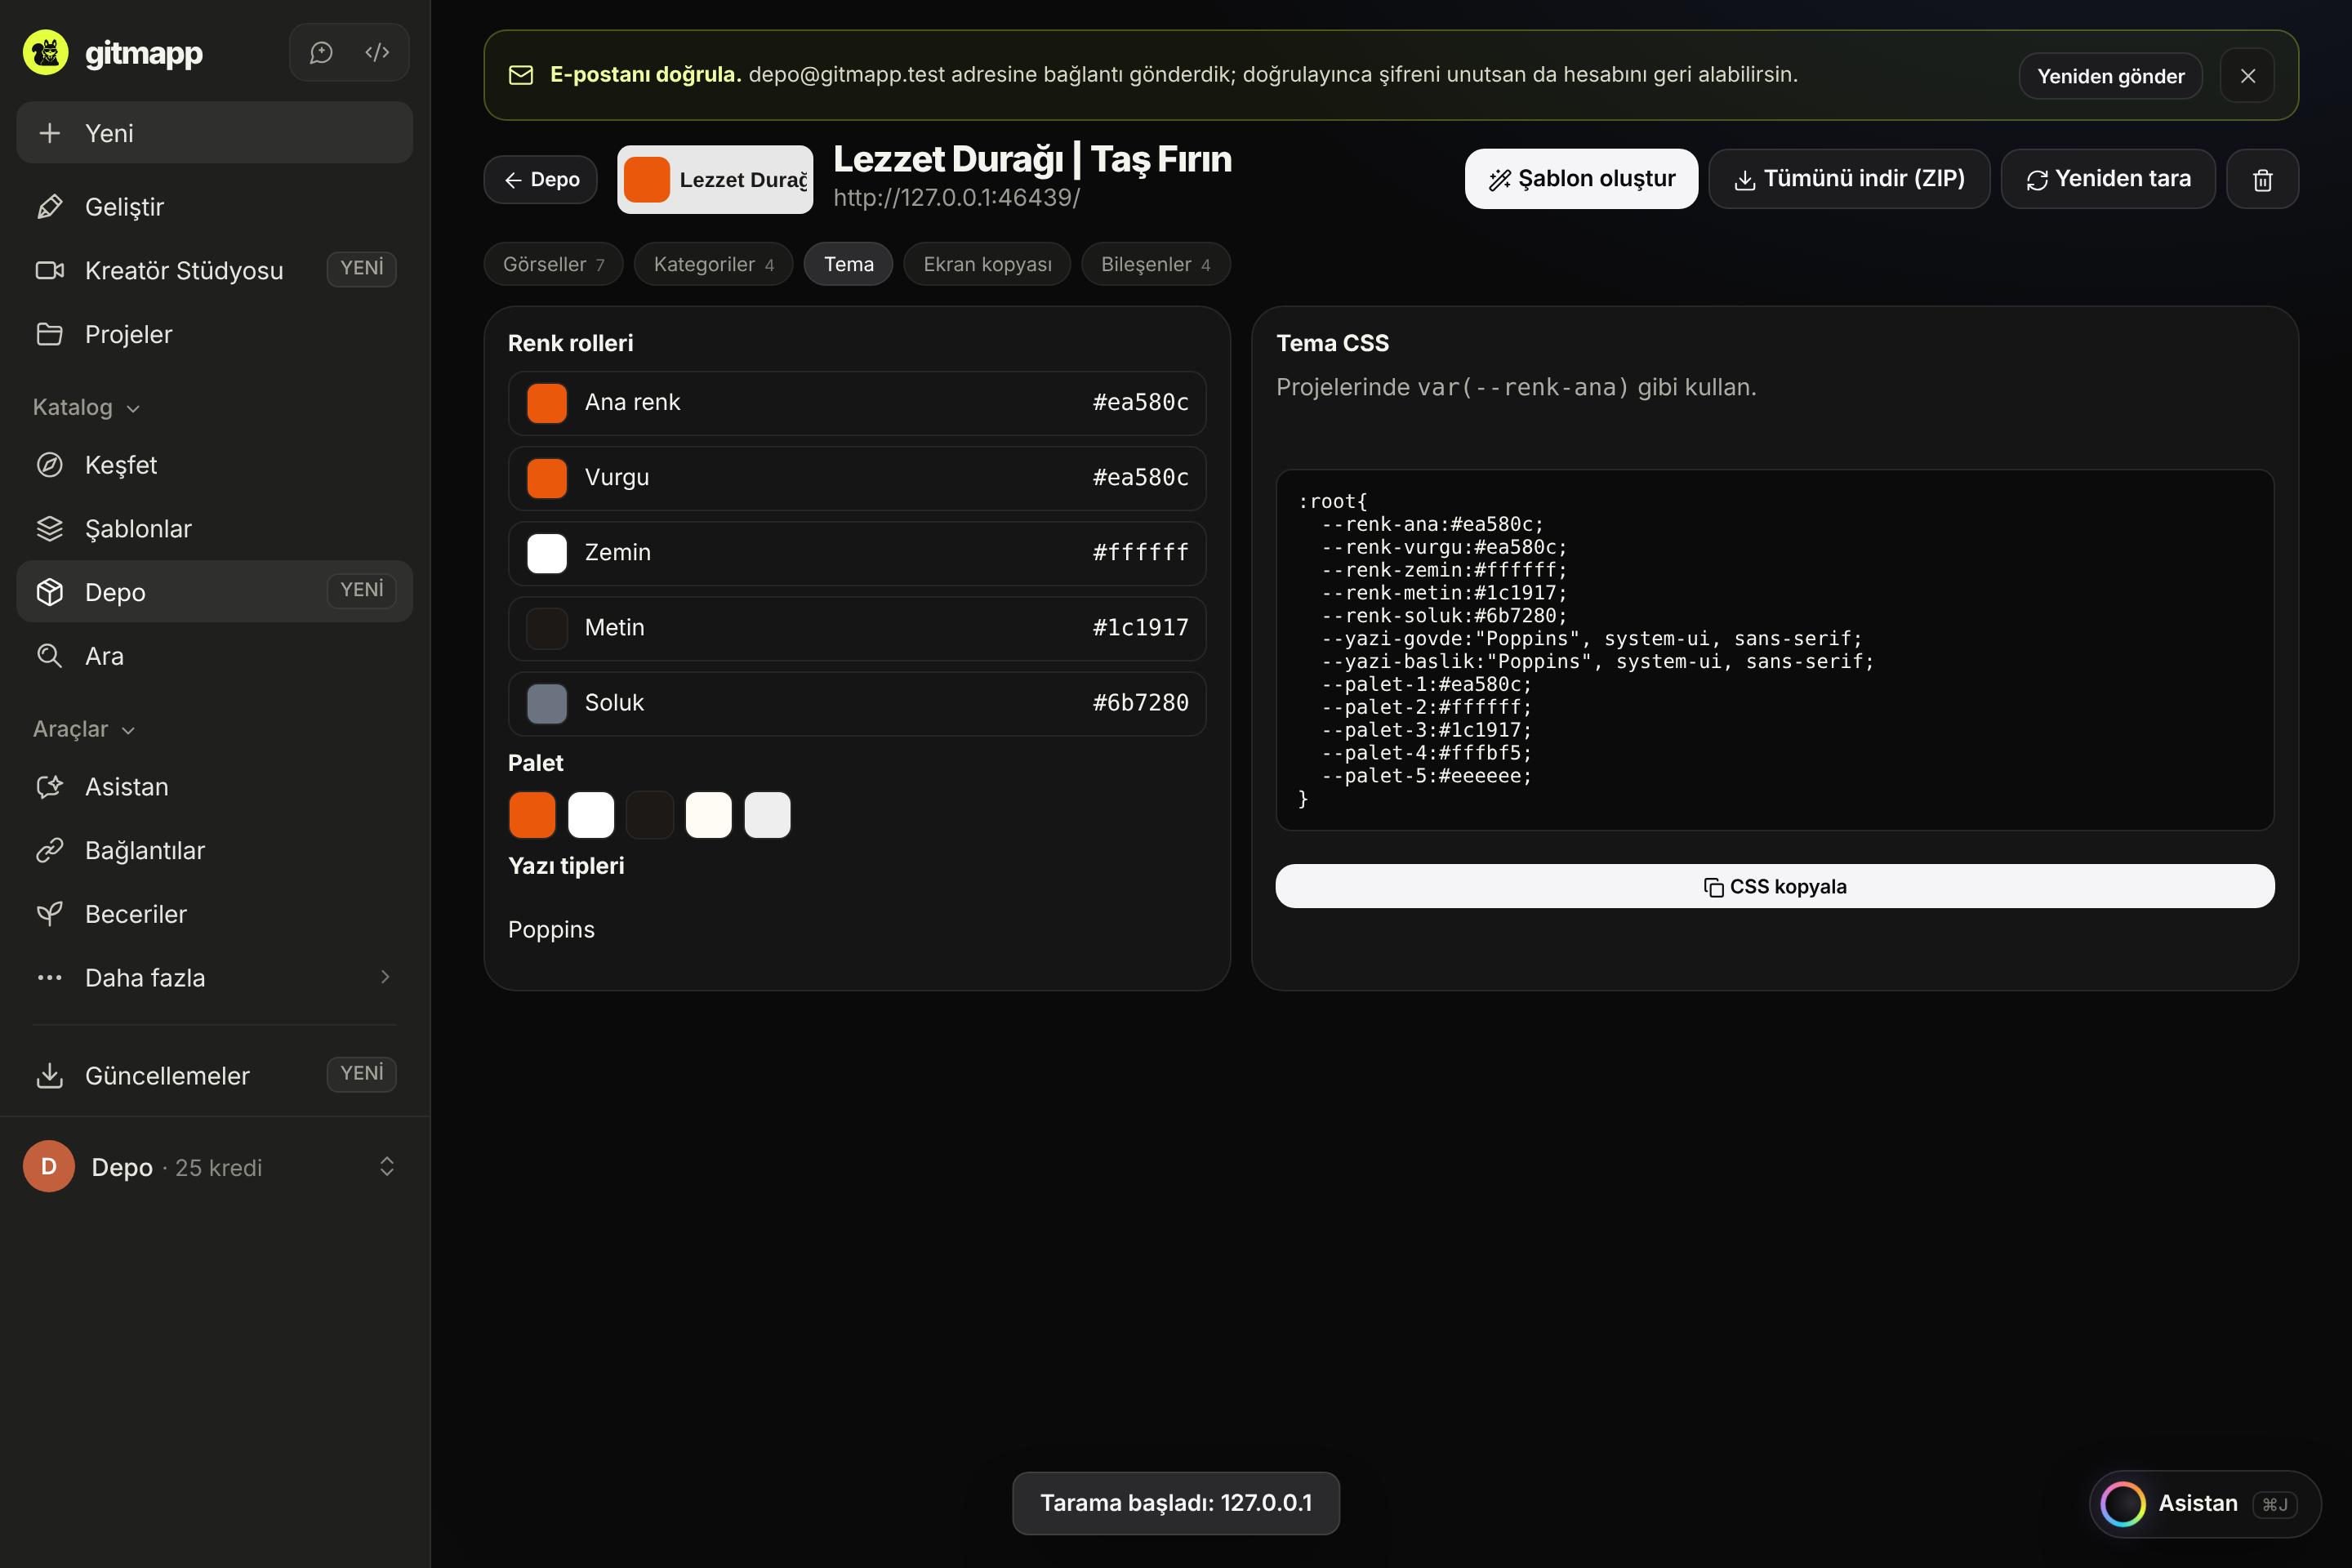 gitmapp
Yeni
Geliştir
Kreatör Stüdyosu YENİ
Projeler
Katalog
Keşfet
Şablonlar
Depo YENİ
Ara
Araçlar
Asistan
Bağlantılar
Beceriler
Daha fazla
Güncellemeler YENİ
D Depo · 25 kredi
E-postanı doğrula. depo@gitmapp.test adresine bağlantı gönderdik; doğrulayınca şifreni unutsan da hesabını geri alabilirsin.
Yeniden gönder
Depo
Lezzet Durağ
Lezzet Durağı | Taş Fırın
http://127.0.0.1:46439/
Şablon oluştur
Tümünü indir (ZIP)
Yeniden tara
Görseller 7
Kategoriler 4
Tema
Ekran kopyası
Bileşenler 4
Renk rolleri
Ana renk #ea580c
Vurgu #ea580c
Zemin #ffffff
Metin #1c1917
Soluk #6b7280
Palet
Yazı tipleri
Poppins
Tema CSS
Projelerinde var(--renk-ana) gibi kullan.
:root{
--renk-ana:#ea580c;
--renk-vurgu:#ea580c;
--renk-zemin:#ffffff;
--renk-metin:#1c1917;
--renk-soluk:#6b7280;
--yazi-govde:"Poppins", system-ui, sans-serif;
--yazi-baslik:"Poppins", system-ui, sans-serif;
--palet-1:#ea580c;
--palet-2:#ffffff;
--palet-3:#1c1917;
--palet-4:#fffbf5;
--palet-5:#eeeeee;
}
CSS kopyala
Tarama başladı: 127.0.0.1
Asistan ⌘J